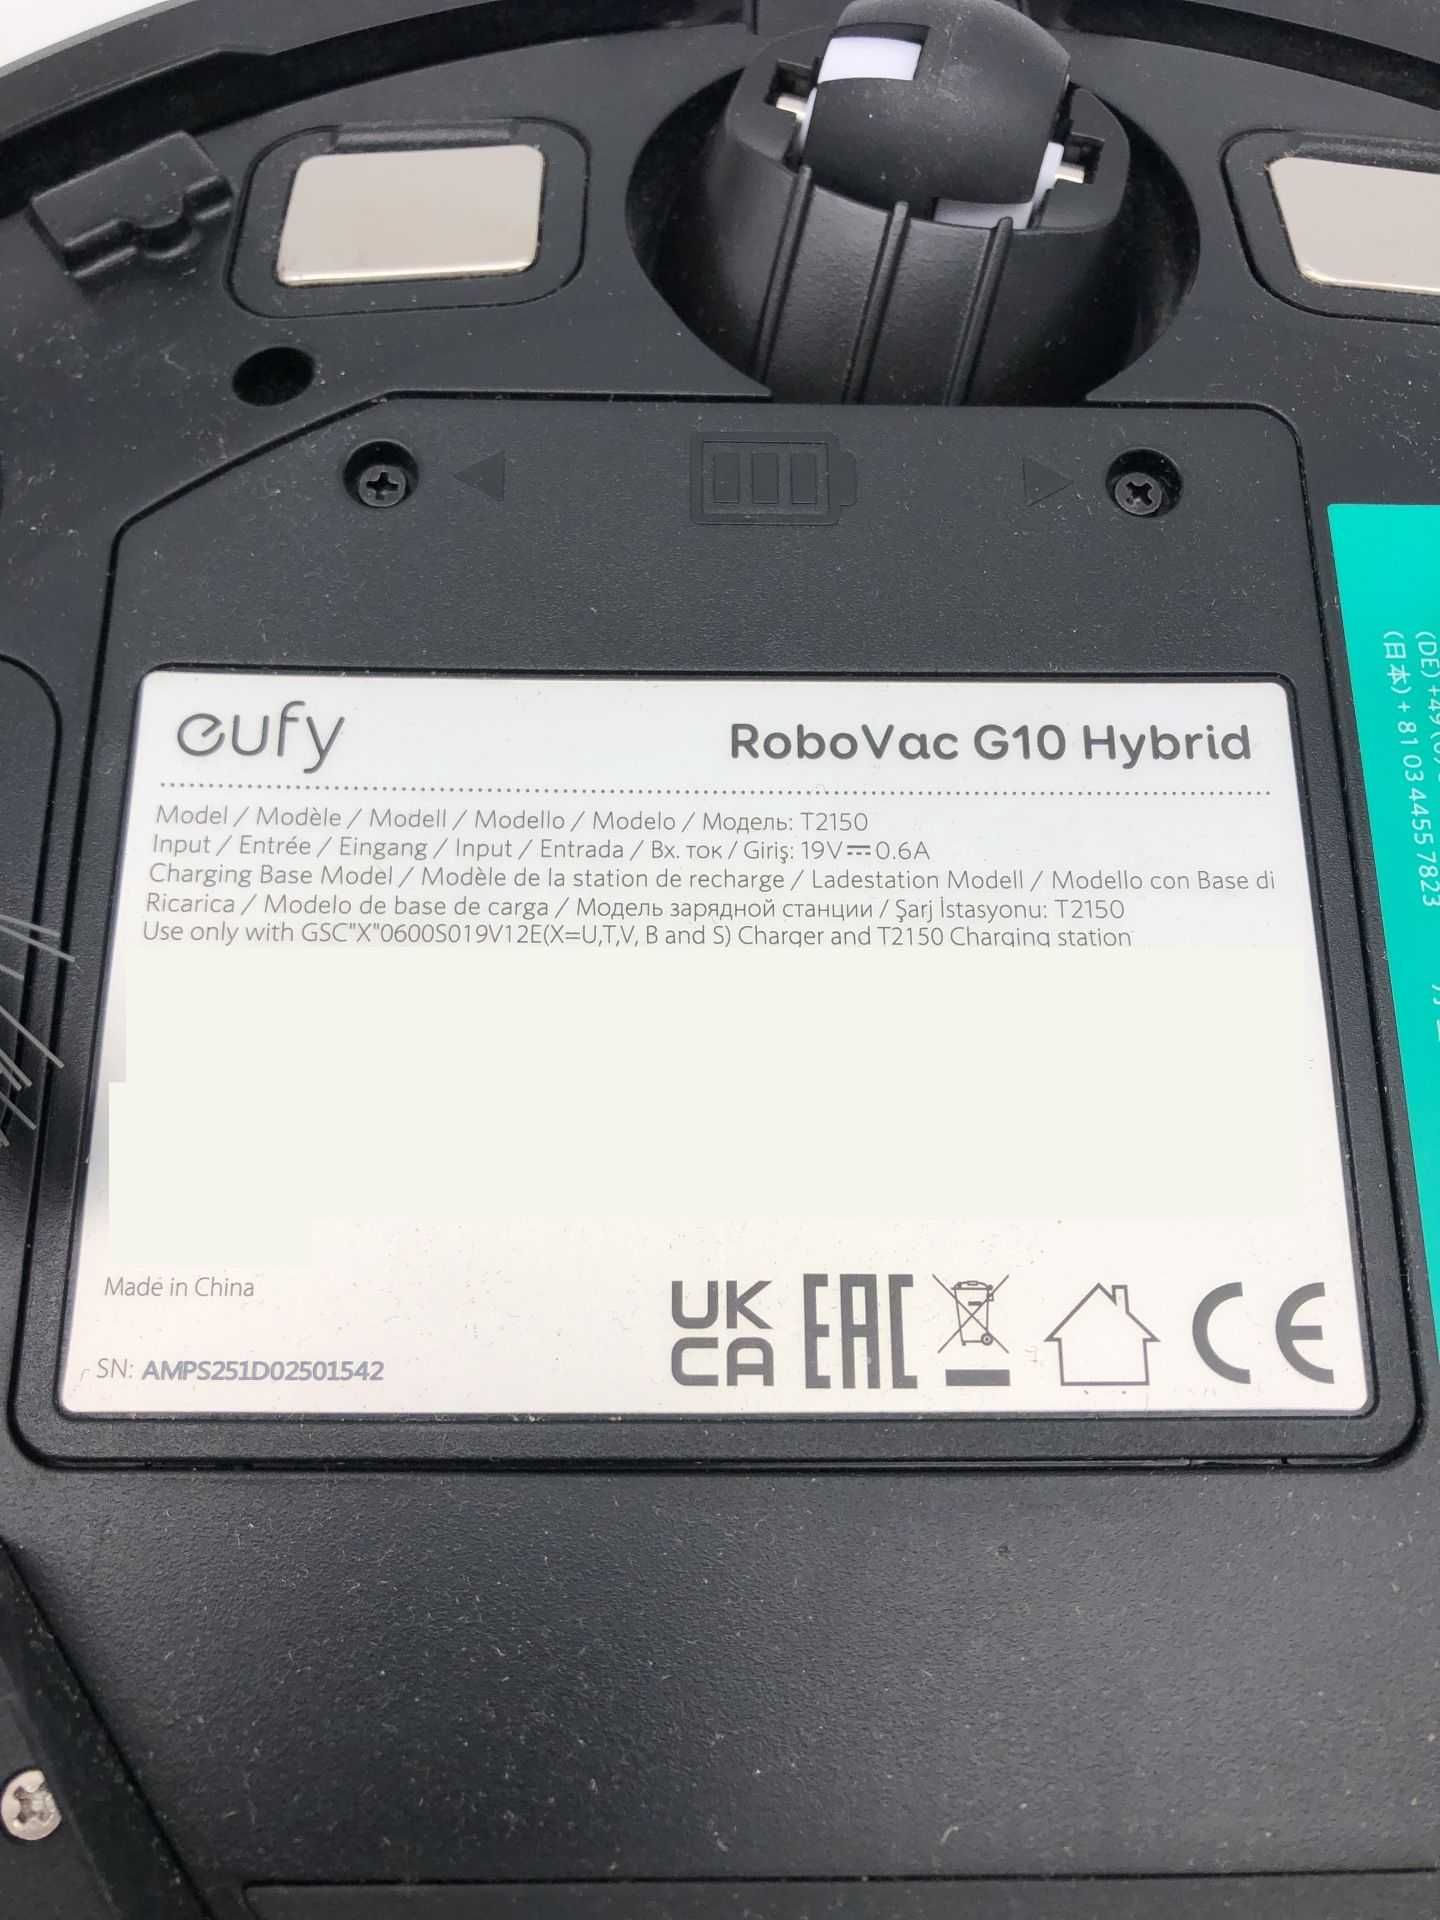 eufy
RoboVac G10 Hybrid
Model / Modèle / Modell / Modello / Modelo / Модель: T2150
Input / Entrée / Eingang / Input / Entrada / Вх. ток / Giriş: 19V⎓0.6A
Charging Base Model / Modèle de la station de recharge / Ladestation Modell / Modello con Base di
Ricarica / Modelo de base de carga / Модель зарядной станции / Şarj İstasyonu: T2150
Use only with GSC"X"0600S019V12E(X=U,T,V, B and S) Charger and T2150 Charging station
Made in China
SN: AMPS251D02501542
UK
CA
EAC
CE
(DE) +49 (0)
(日本) + 81 03 4455 7823